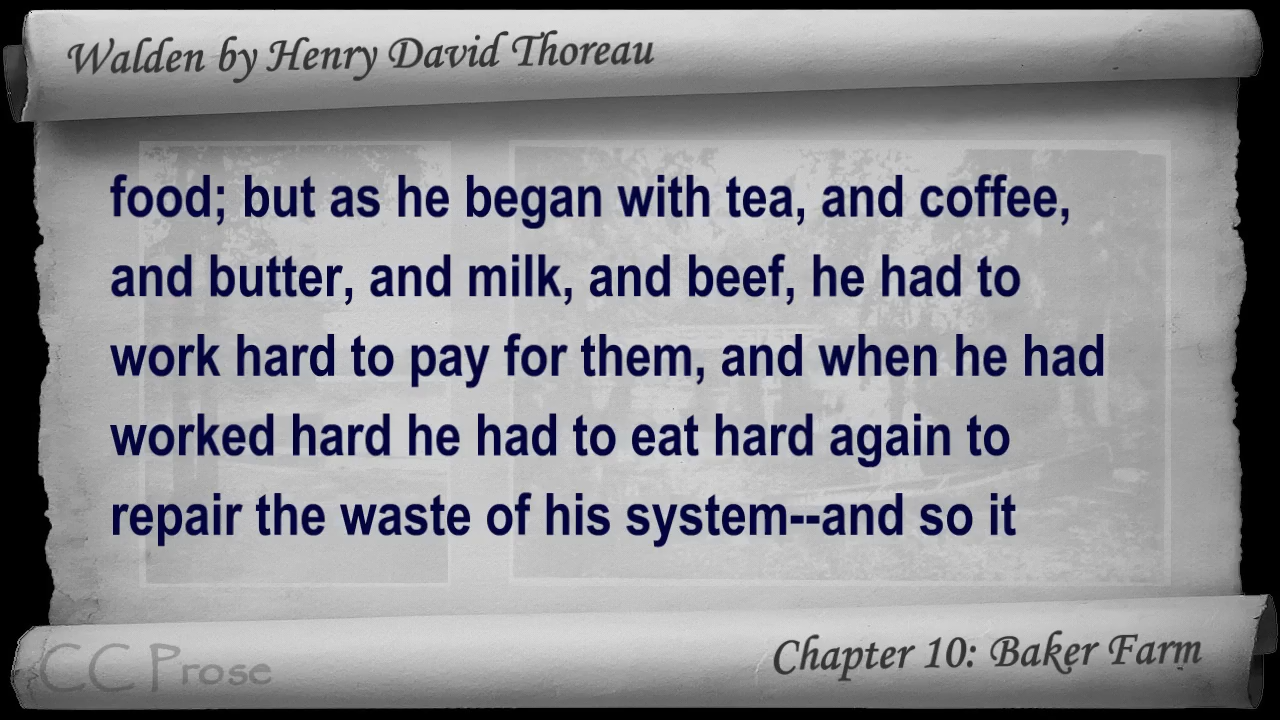 Walden by Henry David Thoreau
food; but as he began with tea, and coffee,
and butter, and milk, and beef, he had to
work hard to pay for them, and when he had
worked hard he had to eat hard again to
repair the waste of his system--and so it
CC Prose
Chapter 10: Baker Farm